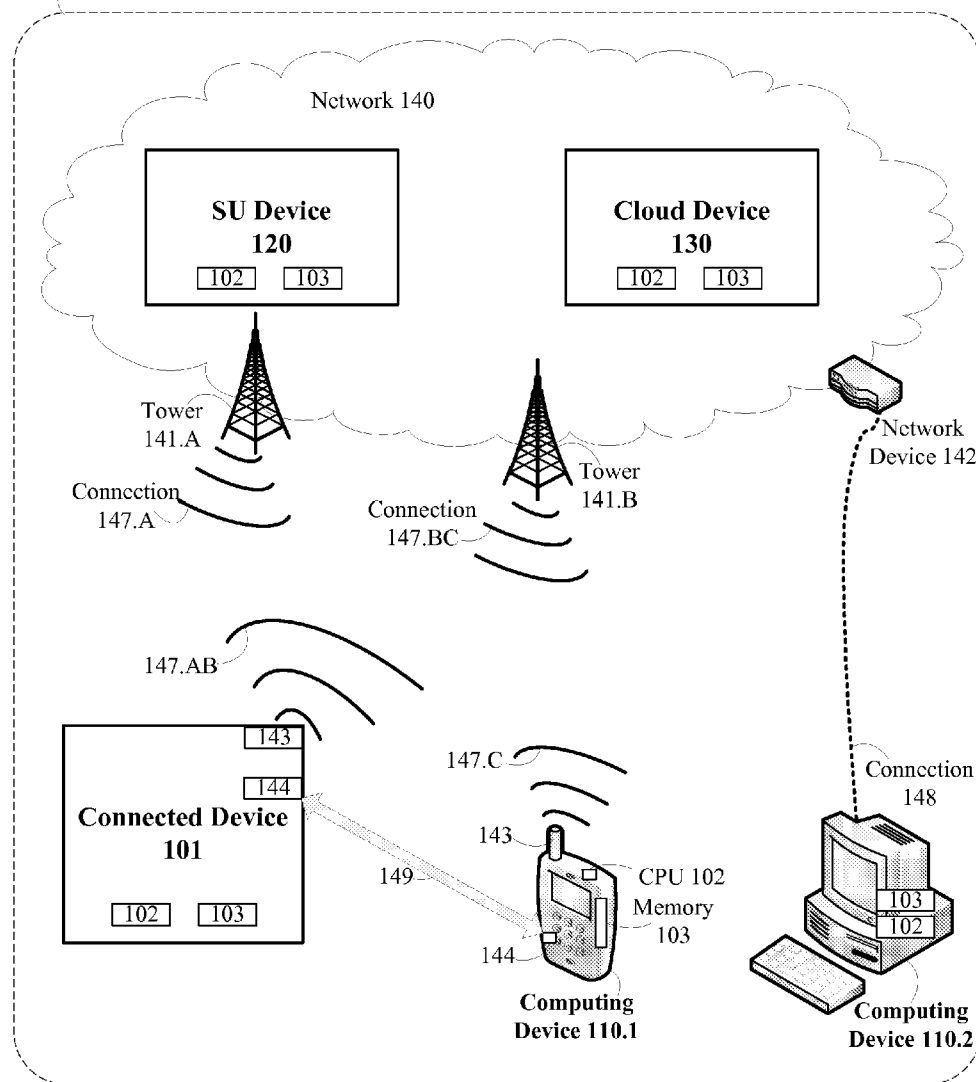 Network 140
SU Device
120
102
103
Cloud Device
130
102
103
Tower
141.A
Connection
147.A
Tower
141.B
Connection
147.BC
Network
Device 142
147.AB
143
144
Connected Device
101
102
103
149
147.C
143
CPU 102
Memory
103
144
Computing
Device 110.1
Connection
148
103
102
Computing
Device 110.2